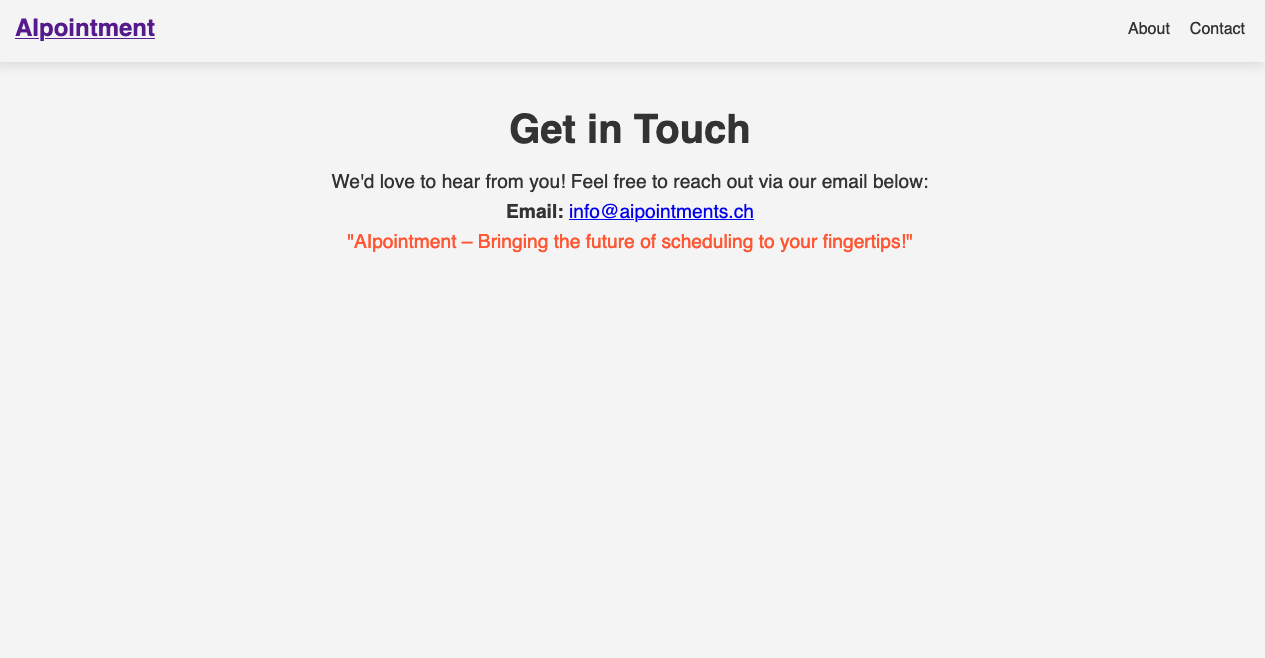 AIpointment
About Contact
Get in Touch
We'd love to hear from you! Feel free to reach out via our email below:
Email: info@aipointments.ch
"AIpointment – Bringing the future of scheduling to your fingertips!"